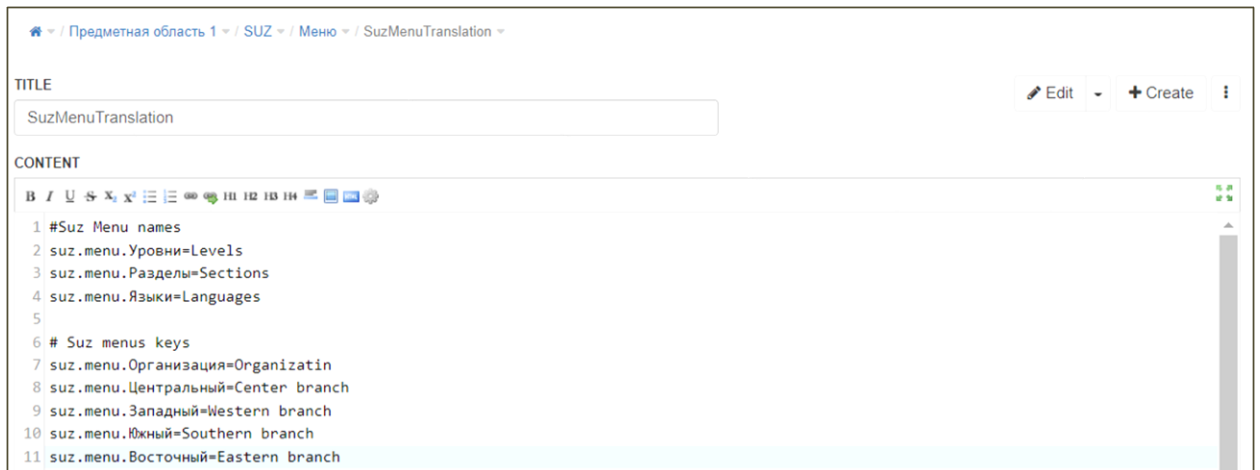 / Предметная область 1 / SUZ / Меню / SuzMenuTranslation
TITLE
Edit Create
SuzMenuTranslation
CONTENT
B I U S X₂ X² H1 H2 H3 H4
1 #Suz Menu names
2 suz.menu.Уровни=Levels
3 suz.menu.Разделы=Sections
4 suz.menu.Языки=Languages
5
6 # Suz menus keys
7 suz.menu.Организация=Organizatin
8 suz.menu.Центральный=Center branch
9 suz.menu.Западный=Western branch
10 suz.menu.Южный=Southern branch
11 suz.menu.Восточный=Eastern branch